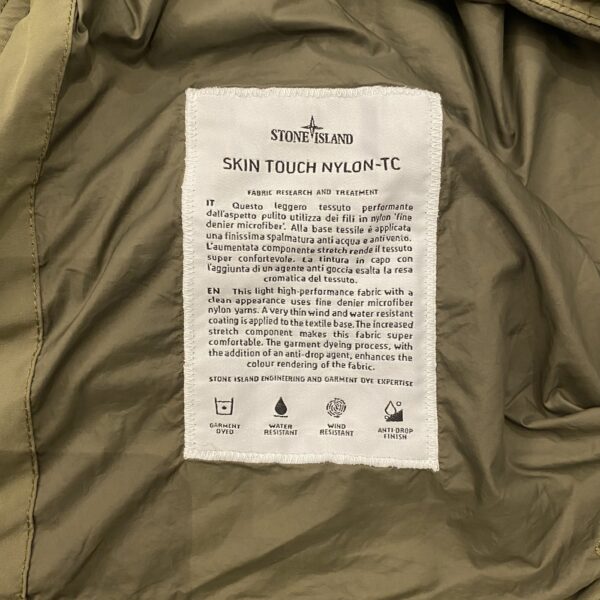 STONE ISLAND
SKIN TOUCH NYLON-TC
FABRIC RESEARCH AND TREATMENT
IT Questo leggero tessuto performante
dall'aspetto pulito utilizza dei fili in nylon 'fine
denier microfiber'. Alla base tessile è applicata
una finissima spalmatura anti acqua e antivento.
L'aumentata componente stretch rende il tessuto
super confortevole. La tintura in capo con
l'aggiunta di un agente anti goccia esalta la resa
cromatica del tessuto.
EN This light high-performance fabric with a
clean appearance uses fine denier microfiber
nylon yarns. A very thin wind and water resistant
coating is applied to the textile base. The increased
stretch component makes this fabric super
comfortable. The garment dyeing process, with
the addition of an anti-drop agent, enhances the
colour rendering of the fabric.
STONE ISLAND ENGINEERING AND GARMENT DYE EXPERTISE
GARMENT DYED
WATER RESISTANT
WIND RESISTANT
ANTI-DROP FINISH